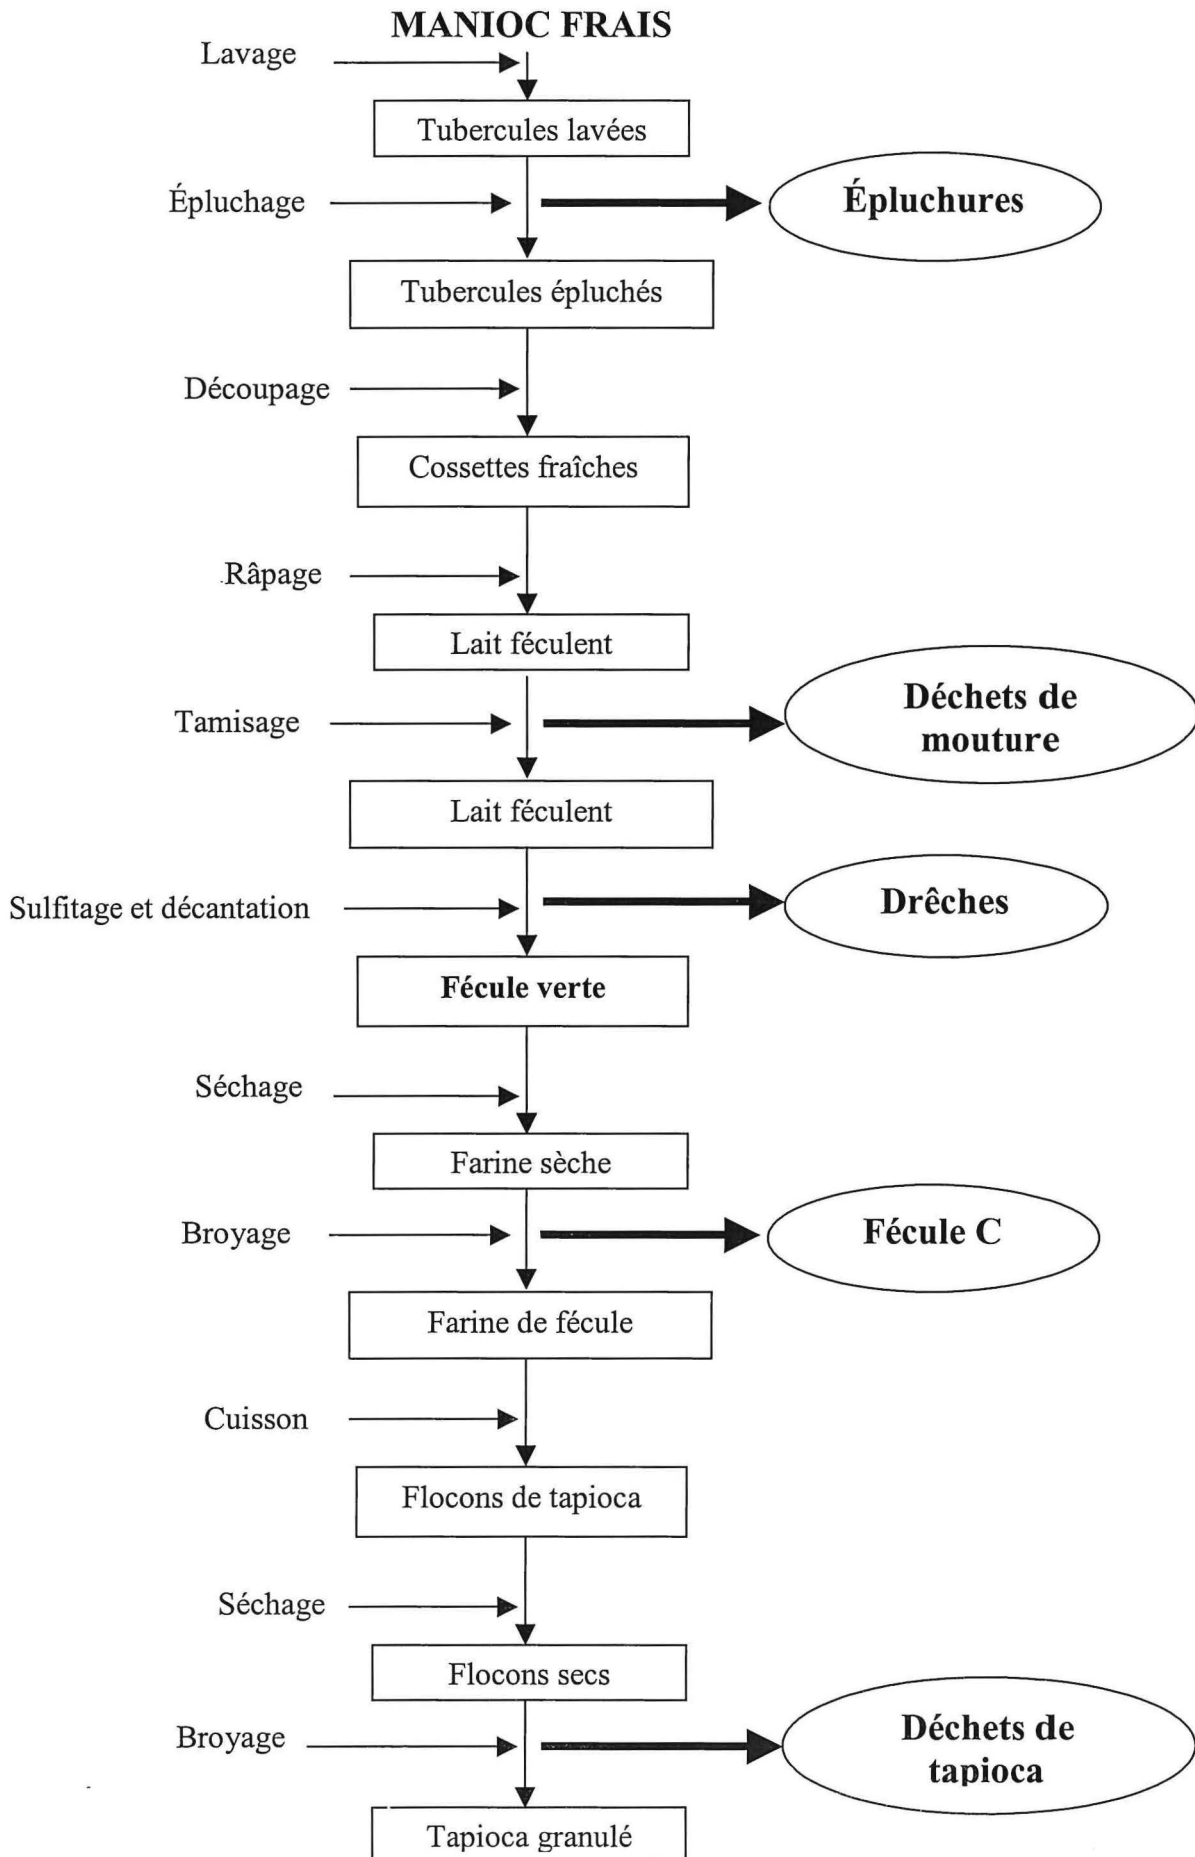 MANIOC FRAIS
Lavage
Tubercules lavées
Épluchage
Épluchures
Tubercules épluchés
Découpage
Cossettes fraîches
Râpage
Lait féculent
Déchets de
mouture
Tamisage
Lait féculent
Sulfitage et décantation
Drêches
Fécule verte
Séchage
Farine sèche
Broyage
Fécule C
Farine de fécule
Cuisson
Flocons de tapioca
Séchage
Flocons secs
Broyage
Déchets de
tapioca
Tapioca granulé